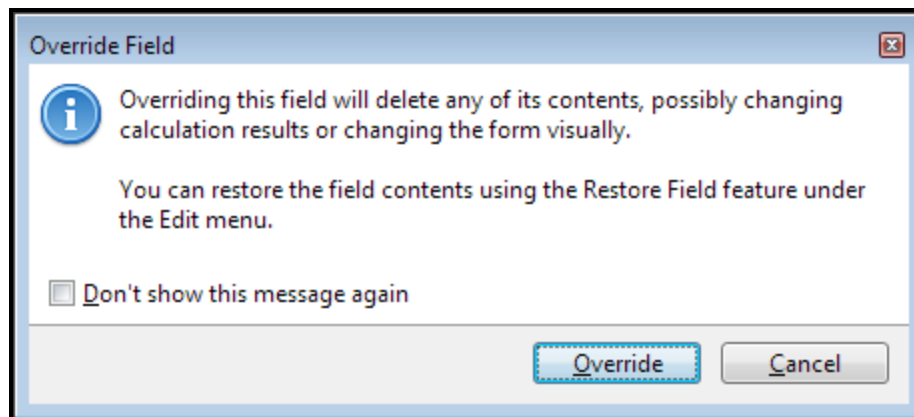 Override Field
Overriding this field will delete any of its contents, possibly changing
calculation results or changing the form visually.
You can restore the field contents using the Restore Field feature under
the Edit menu.
Don't show this message again
Override
Cancel